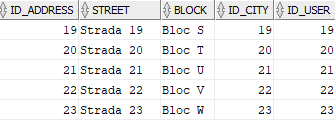 ID_ADDRESS STREET BLOCK ID_CITY ID_USER
19 Strada 19 Bloc S 19 19
20 Strada 20 Bloc T 20 20
21 Strada 21 Bloc U 21 21
22 Strada 22 Bloc V 22 22
23 Strada 23 Bloc W 23 23